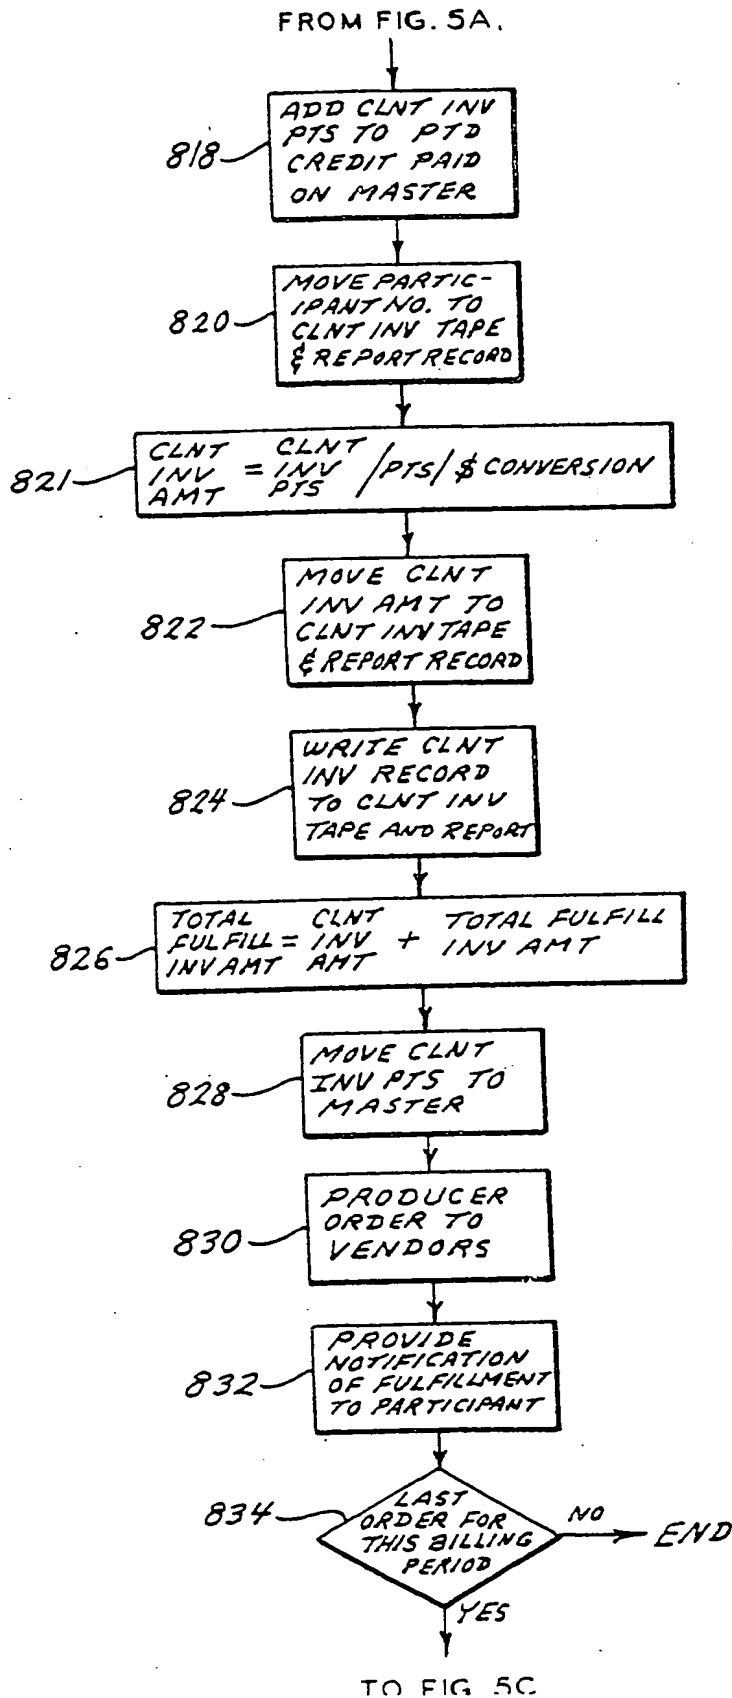 FROM FIG. 5A.
818
ADD CLNT INV
PTS TO PTD
CREDIT PAID
ON MASTER
820
MOVE PARTIC-
IPANT NO. TO
CLNT INV TAPE
& REPORT RECORD
821
CLNT INV AMT = CLNT INV PTS / PTS / $ CONVERSION
822
MOVE CLNT
INV AMT TO
CLNT INV TAPE
& REPORT RECORD
824
WRITE CLNT
INV RECORD
TO CLNT INV
TAPE AND REPORT
826
TOTAL FULFILL INV AMT = CLNT INV AMT + TOTAL FULFILL INV AMT
828
MOVE CLNT
INV PTS TO
MASTER
830
PRODUCER
ORDER TO
VENDORS
832
PROVIDE
NOTIFICATION
OF FULFILLMENT
TO PARTICIPANT
834
LAST
ORDER FOR
THIS BILLING
PERIOD
NO
END
YES
TO FIG. 5C